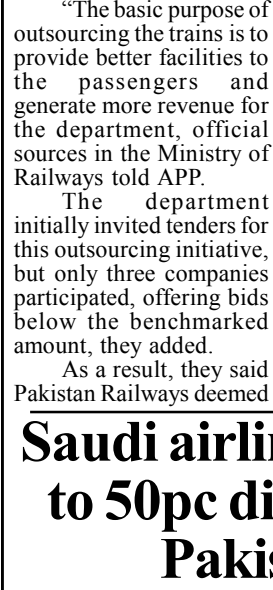 “The basic purpose of
outsourcing the trains is to
provide better facilities to
the passengers and
generate more revenue for
the department, official
sources in the Ministry of
Railways told APP.
The department
initially invited tenders for
this outsourcing initiative,
but only three companies
participated, offering bids
below the benchmarked
amount, they added.
As a result, they said
Pakistan Railways deemed
Saudi
to 50pc